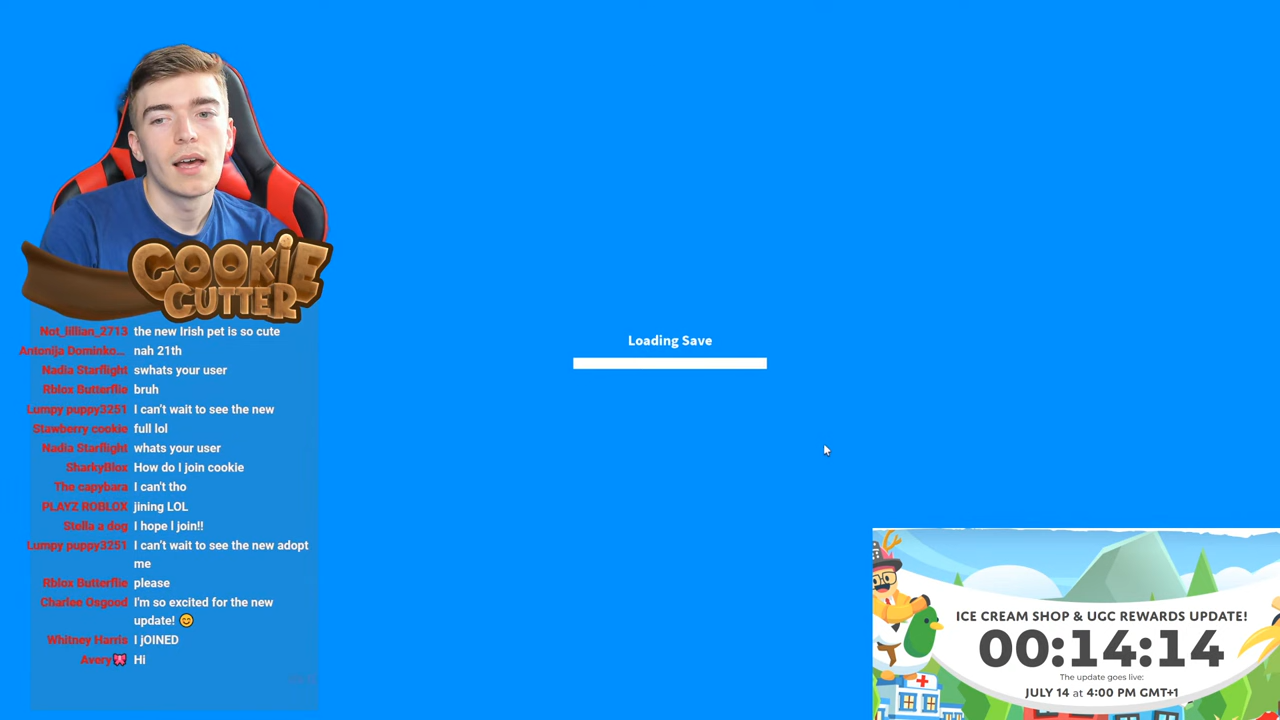 COOKiE
CUTTER
Not_lillian_2713 the new Irish pet is so cute
Antonija Dominko... nah 21th
Nadia Starflight swhats your user
Rblox Butterflie bruh
Lumpy puppy3251 I can't wait to see the new
Stawberry cookie full lol
Nadia Starflight whats your user
SharkyBlox How do I join cookie
The capybara I can't tho
PLAYZ ROBLOX jining LOL
Stella a dog I hope I join!!
Lumpy puppy3251 I can't wait to see the new adopt
me
Rblox Butterflie please
Charlee Osgood I'm so excited for the new
update! 😊
Whitney Harris I jOINED
Avery🎀 Hi
Loading Save
ICE CREAM SHOP & UGC REWARDS UPDATE!
00:14:14
The update goes live:
JULY 14 at 4:00 PM GMT+1